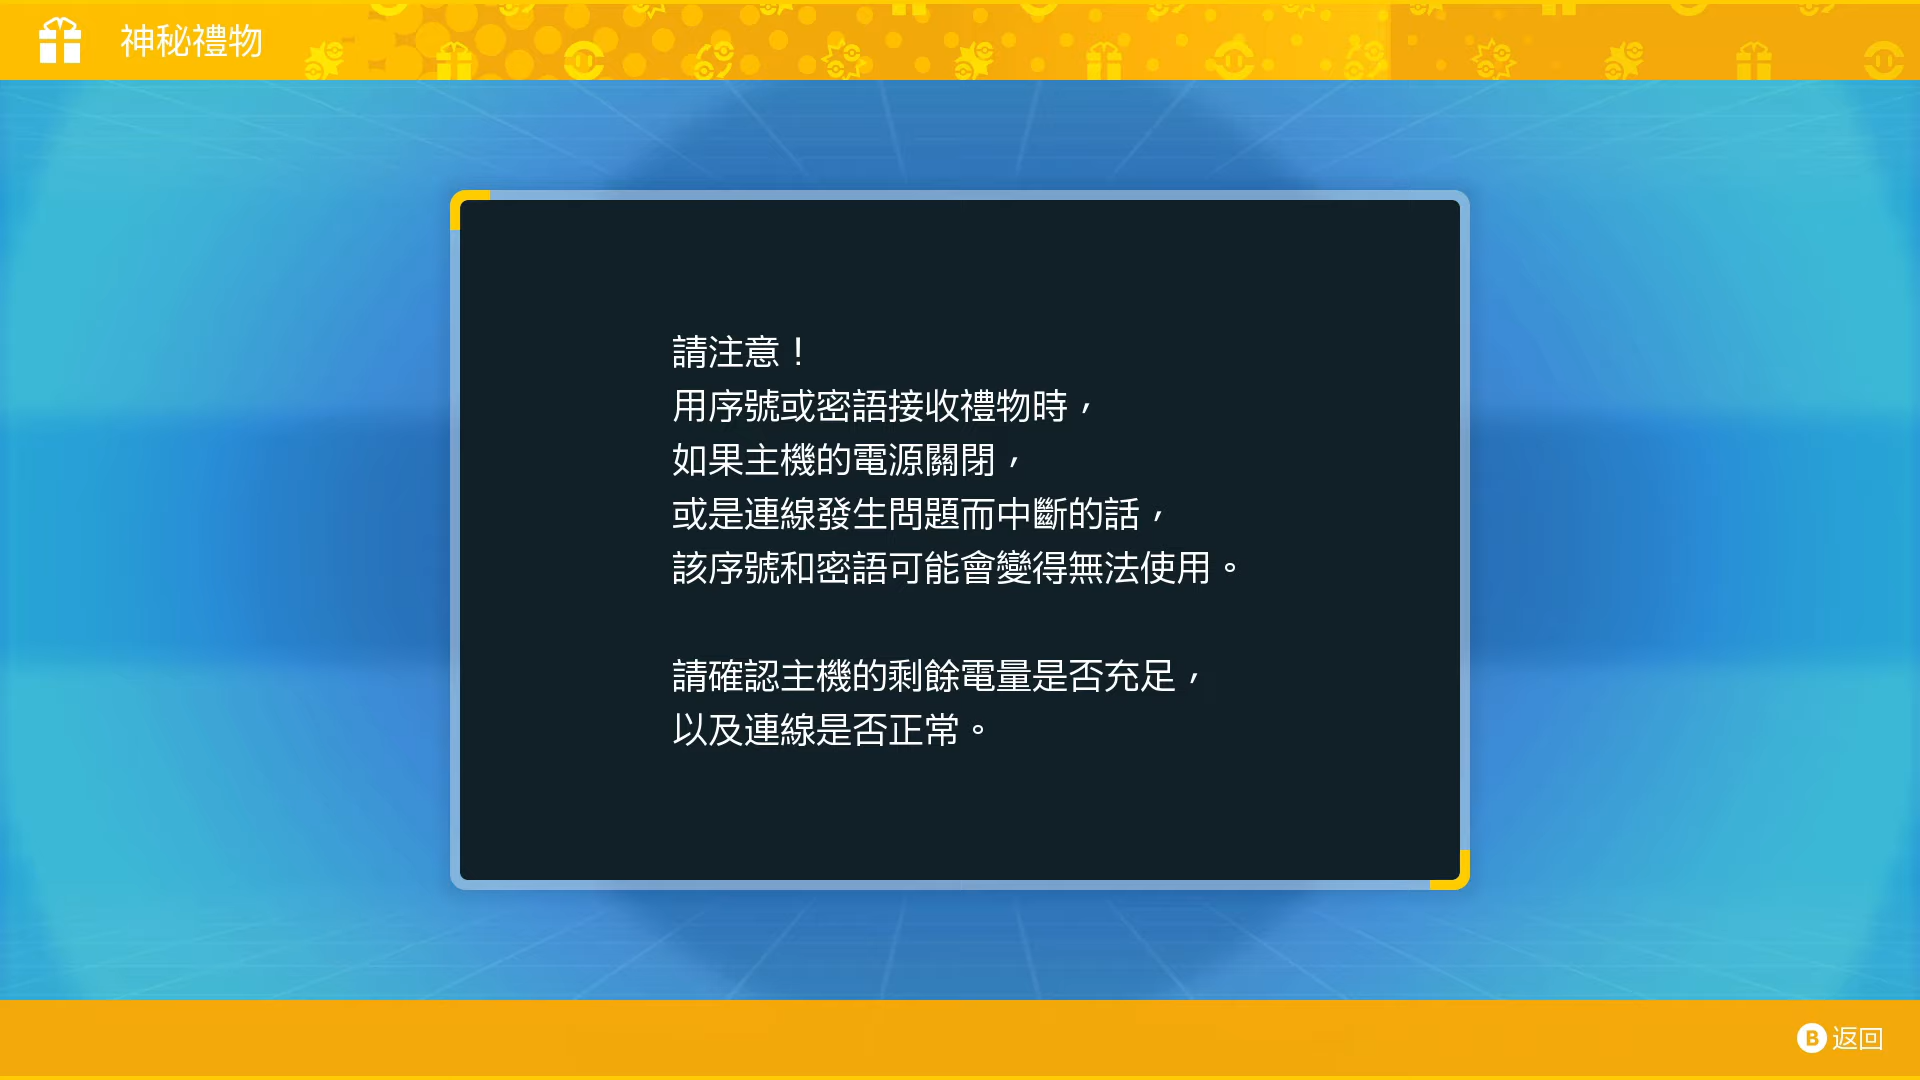 神秘禮物
請注意！
用序號或密語接收禮物時，
如果主機的電源關閉，
或是連線發生問題而中斷的話，
該序號和密語可能會變得無法使用。
請確認主機的剩餘電量是否充足，
以及連線是否正常。
B 返回